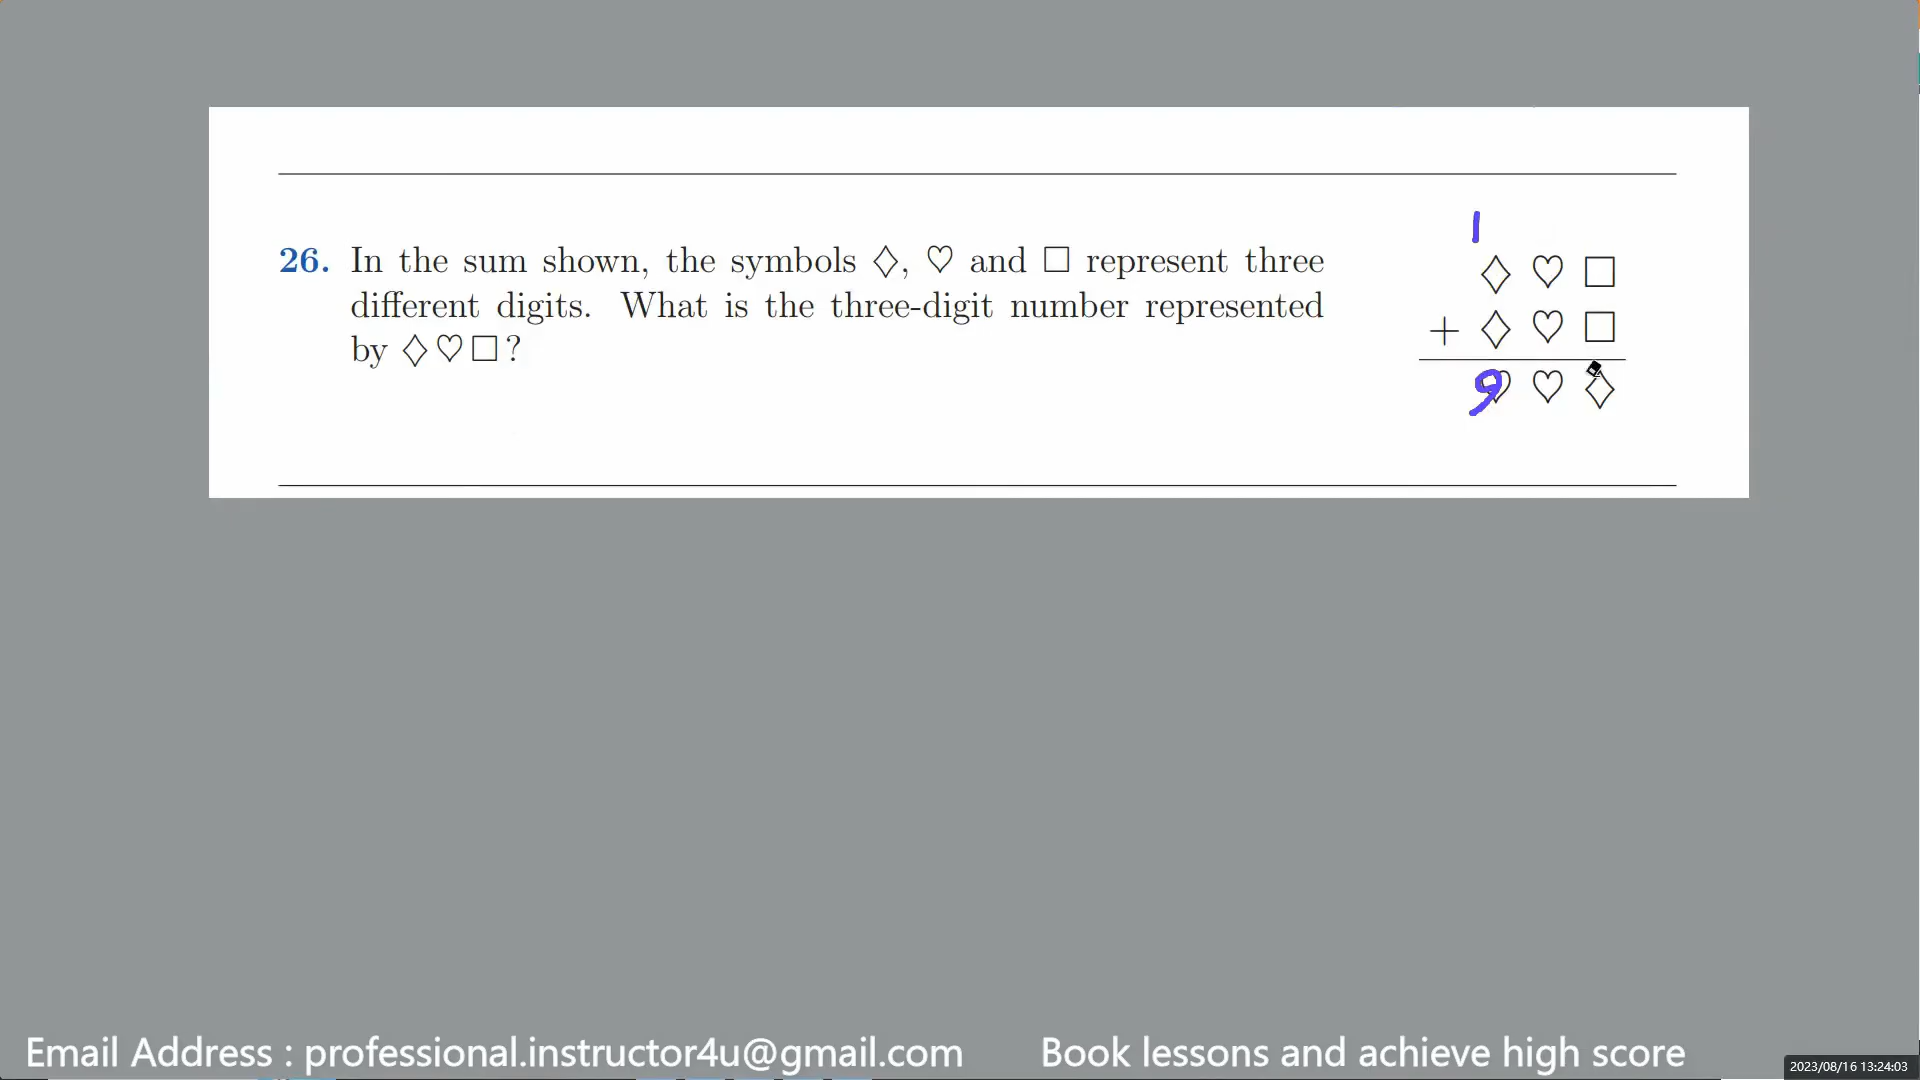 26. In the sum shown, the symbols ♢, ♡ and □ represent three
different digits. What is the three-digit number represented
by ♢♡□?
1
♢ ♡ □
+ ♢ ♡ □
♡ ♡ ♢
9
Email Address : professional.instructor4u@gmail.com Book lessons and achieve high score
2023/08/16 13:24:03